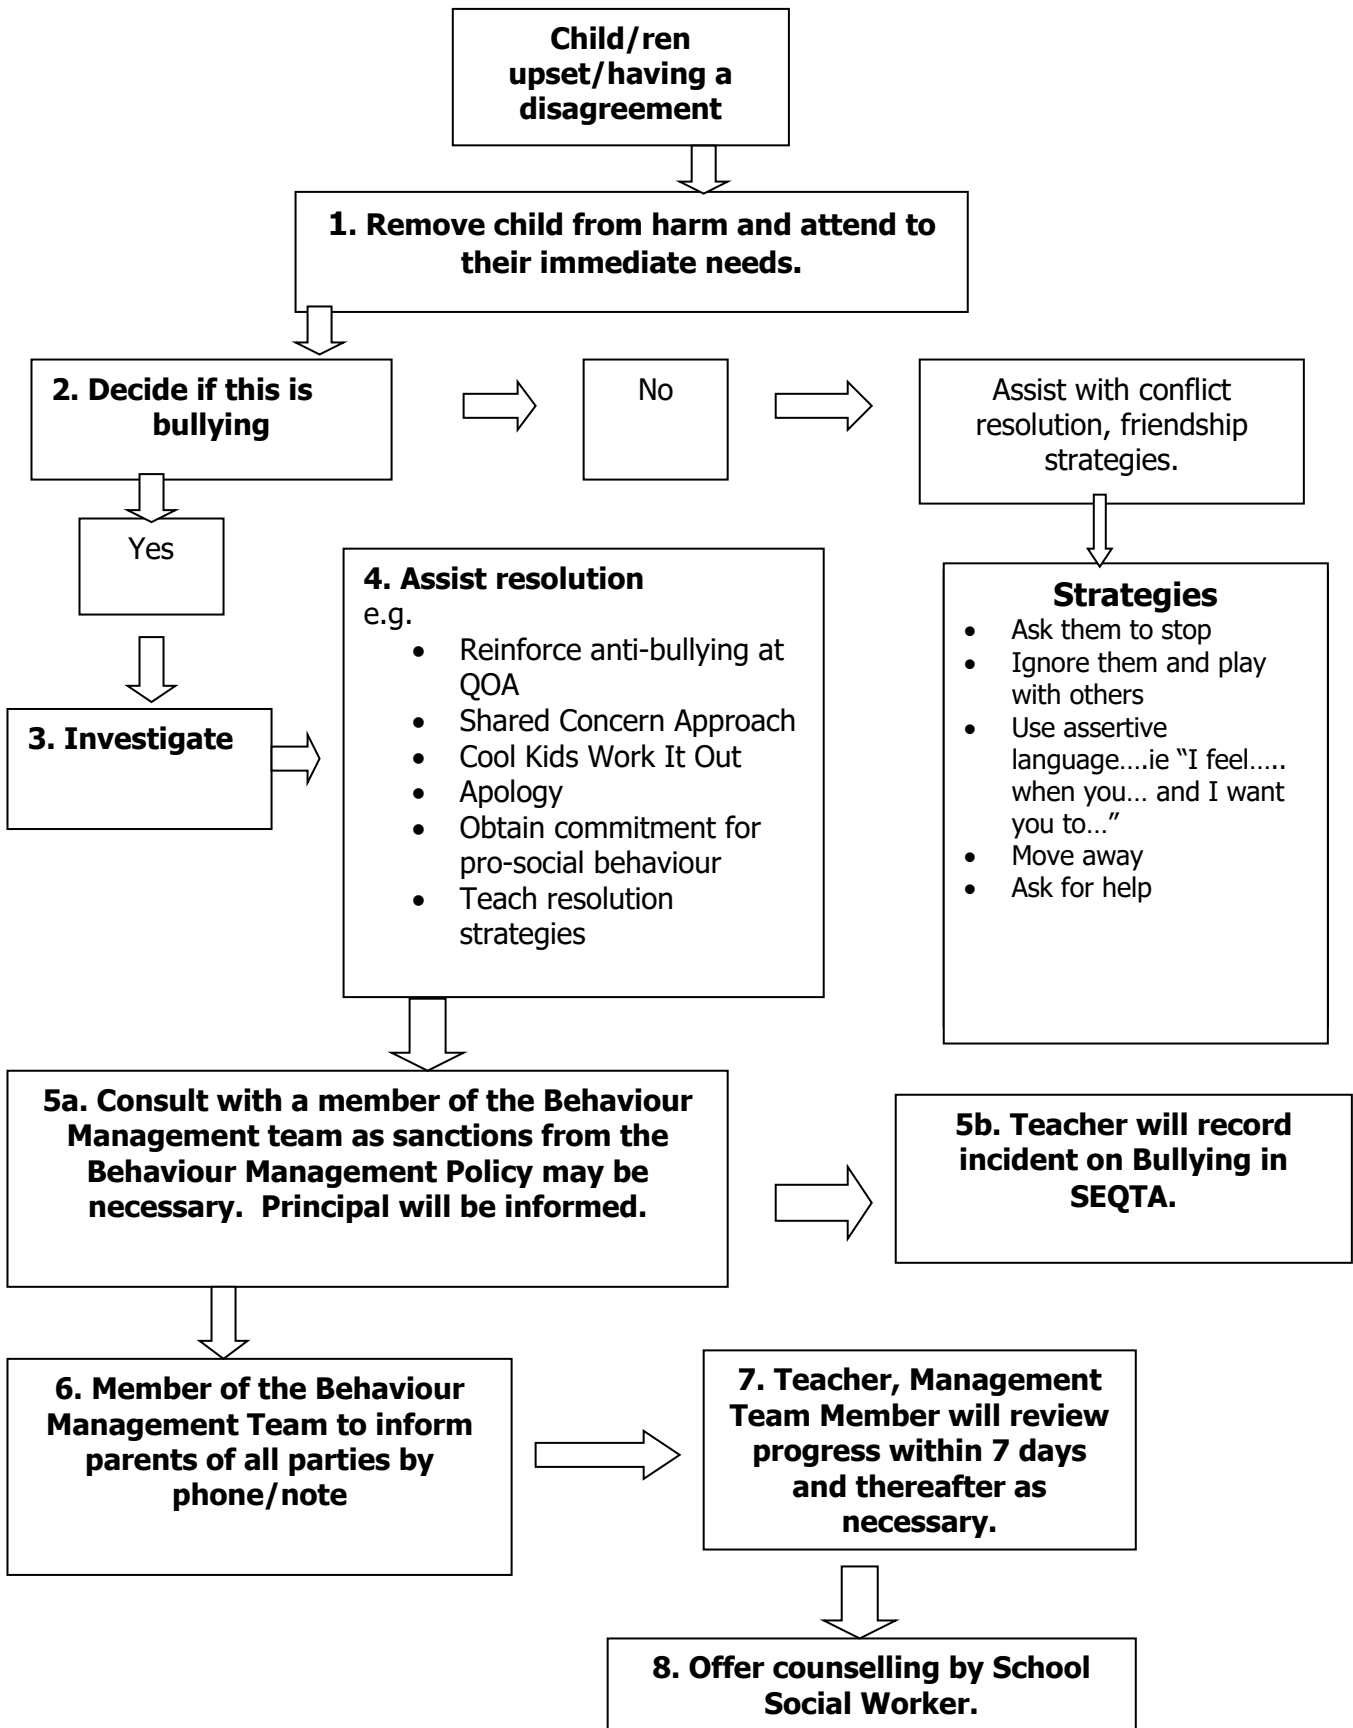 Child/ren
upset/having a
disagreement
1. Remove child from harm and attend to
their immediate needs.
2. Decide if this is
bullying
No
Assist with conflict
resolution, friendship
strategies.
Yes
3. Investigate
4. Assist resolution
e.g.
• Reinforce anti-bullying at
QOA
• Shared Concern Approach
• Cool Kids Work It Out
• Apology
• Obtain commitment for
pro-social behaviour
• Teach resolution
strategies
Strategies
• Ask them to stop
• Ignore them and play
with others
• Use assertive
language….ie “I feel…..
when you… and I want
you to…”
• Move away
• Ask for help
5a. Consult with a member of the Behaviour
Management team as sanctions from the
Behaviour Management Policy may be
necessary. Principal will be informed.
5b. Teacher will record
incident on Bullying in
SEQTA.
6. Member of the Behaviour
Management Team to inform
parents of all parties by
phone/note
7. Teacher, Management
Team Member will review
progress within 7 days
and thereafter as
necessary.
8. Offer counselling by School
Social Worker.